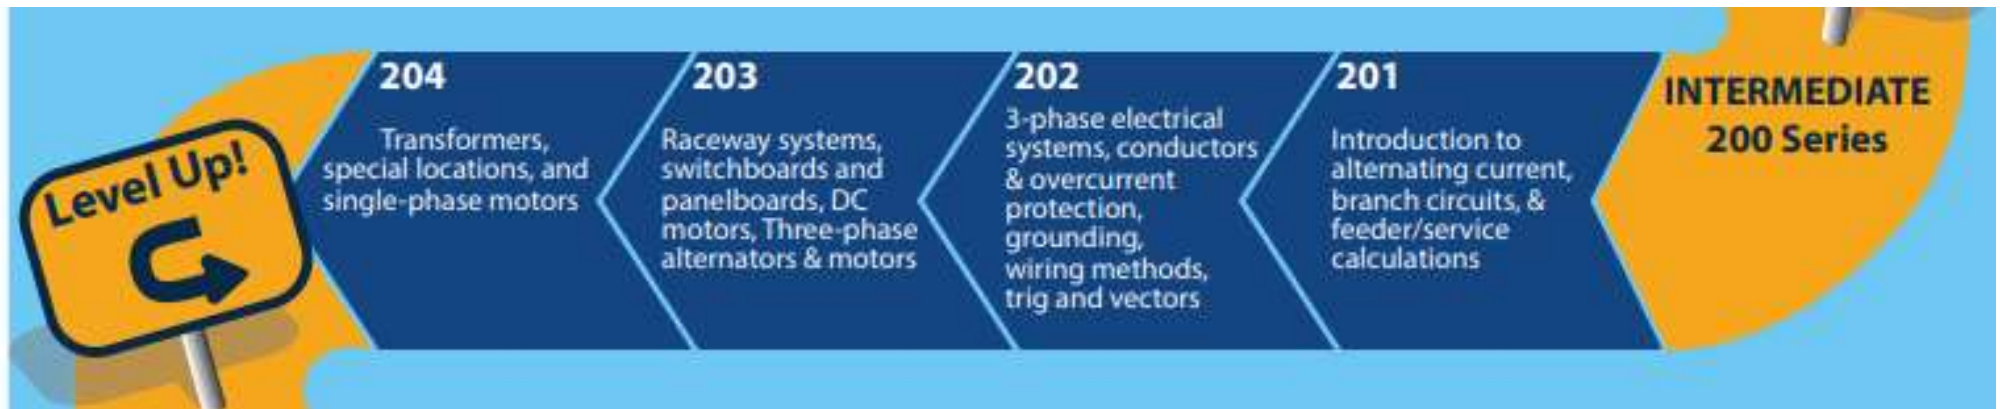 INTERMEDIATE
200 Series
201
Introduction to
alternating current,
branch circuits, &
feeder/service
calculations
202
3-phase electrical
systems, conductors
& overcurrent
protection,
grounding,
wiring methods,
trig and vectors
203
Raceway systems,
switchboards and
panelboards, DC
motors, Three-phase
alternators & motors
204
Transformers,
special locations, and
single-phase motors
Level Up!